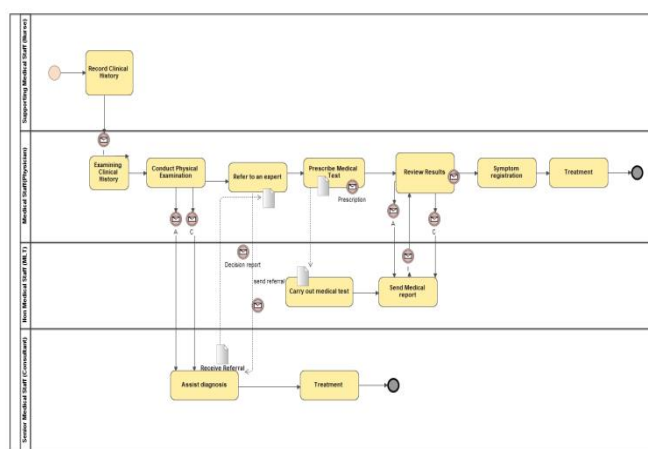 Supporting Medical Staff (Nurse)
Record Clinical
History
Medical Staff(Physician)
I
Examining
Clinical
History
Conduct Physical
Examination
Refer to an expert
Prescribe Medical
Test
Prescription
Review Results
Symptom
registration
Treatment
A
C
A
C
Non Medical Staff (MLT)
Decision report
send referral
Carry out medical test
I
Send Medical
report
Senior Medical Staff (Consultant)
Receive Referral
Assist diagnosis
Treatment